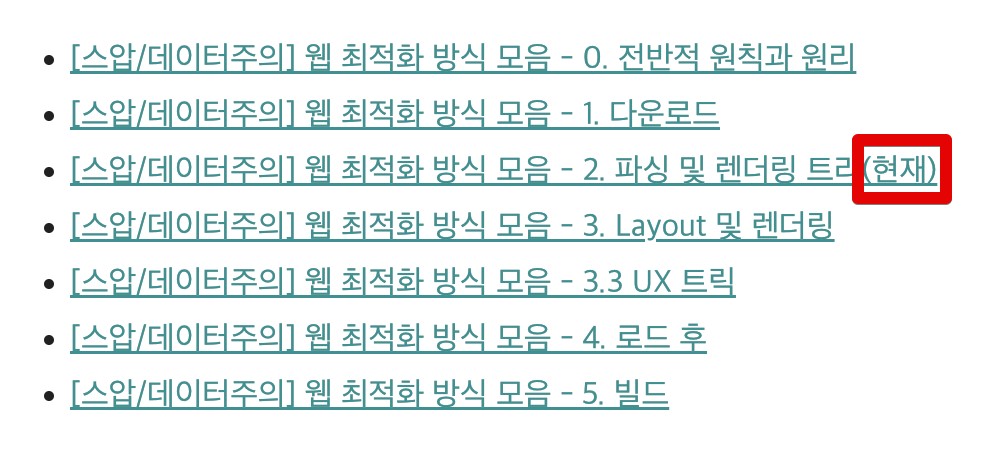 [스압/데이터주의] 웹 최적화 방식 모음 - 0. 전반적 원칙과 원리
[스압/데이터주의] 웹 최적화 방식 모음 - 1. 다운로드
[스압/데이터주의] 웹 최적화 방식 모음 - 2. 파싱 및 렌더링 트리(현재)
[스압/데이터주의] 웹 최적화 방식 모음 - 3. Layout 및 렌더링
[스압/데이터주의] 웹 최적화 방식 모음 - 3.3 UX 트릭
[스압/데이터주의] 웹 최적화 방식 모음 - 4. 로드 후
[스압/데이터주의] 웹 최적화 방식 모음 - 5. 빌드